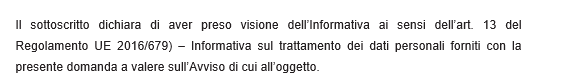 Il sottoscritto dichiara di aver preso visione dell'Informativa ai sensi dell'art. 13 del
Regolamento UE 2016/679) – Informativa sul trattamento dei dati personali forniti con la
presente domanda a valere sull'Avviso di cui all'oggetto.